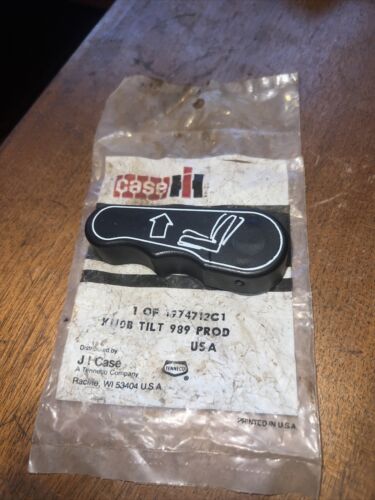 case IH
1 OF 1974712C1
KNOB TILT 989 PROD
USA
Distributed by
J I Case
A Tenneco Company
Racine, WI 53404 U.S.A.
TENNECO
PRINTED IN U.S.A.